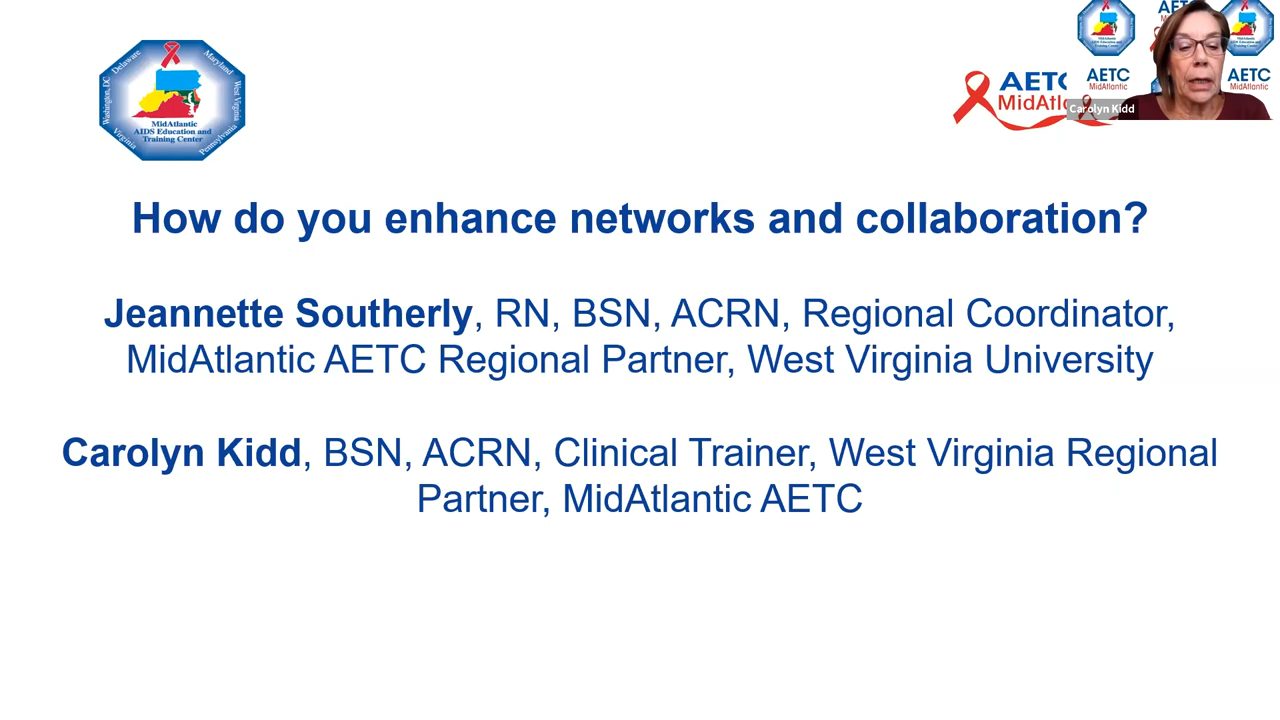 Delaware
Maryland
Washington, DC
West Virginia
MidAtlantic
AIDS Education and
Training Center
Virginia
Pennsylvania
AETC
MidAtl
AETC
MidAtlantic
AETC
MidAtlantic
Carolyn Kidd
How do you enhance networks and collaboration?
Jeannette Southerly, RN, BSN, ACRN, Regional Coordinator,
MidAtlantic AETC Regional Partner, West Virginia University
Carolyn Kidd, BSN, ACRN, Clinical Trainer, West Virginia Regional
Partner, MidAtlantic AETC